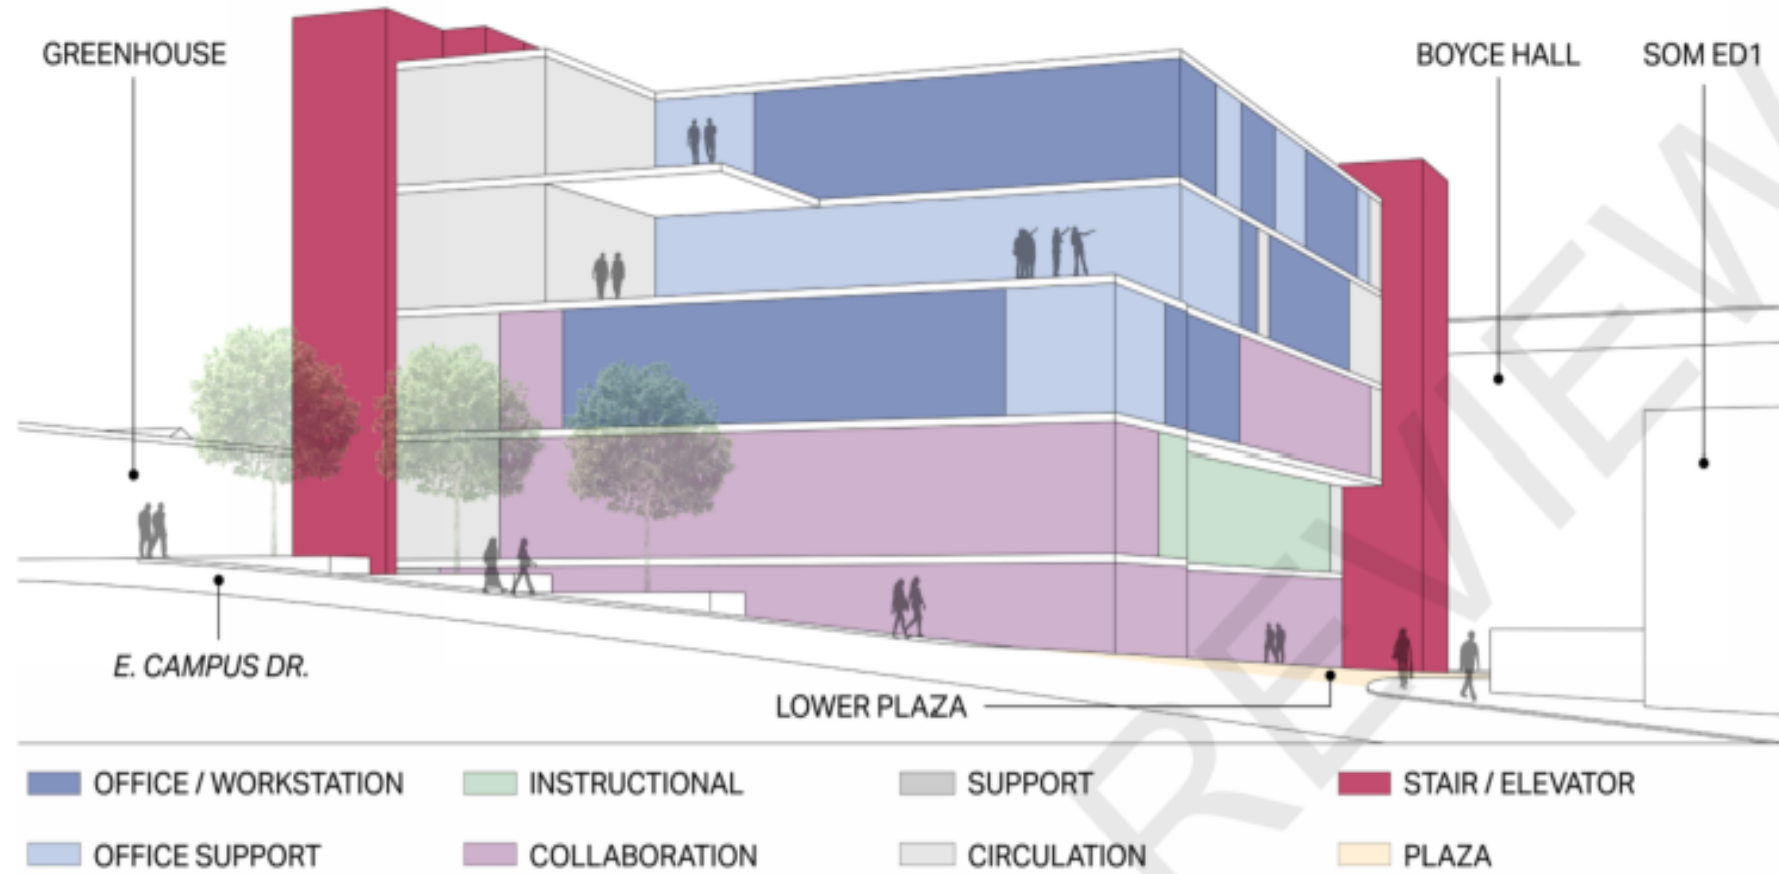 GREENHOUSE
BOYCE HALL
SOM ED1
E. CAMPUS DR.
LOWER PLAZA
OFFICE / WORKSTATION
INSTRUCTIONAL
SUPPORT
STAIR / ELEVATOR
OFFICE SUPPORT
COLLABORATION
CIRCULATION
PLAZA
REVIEW